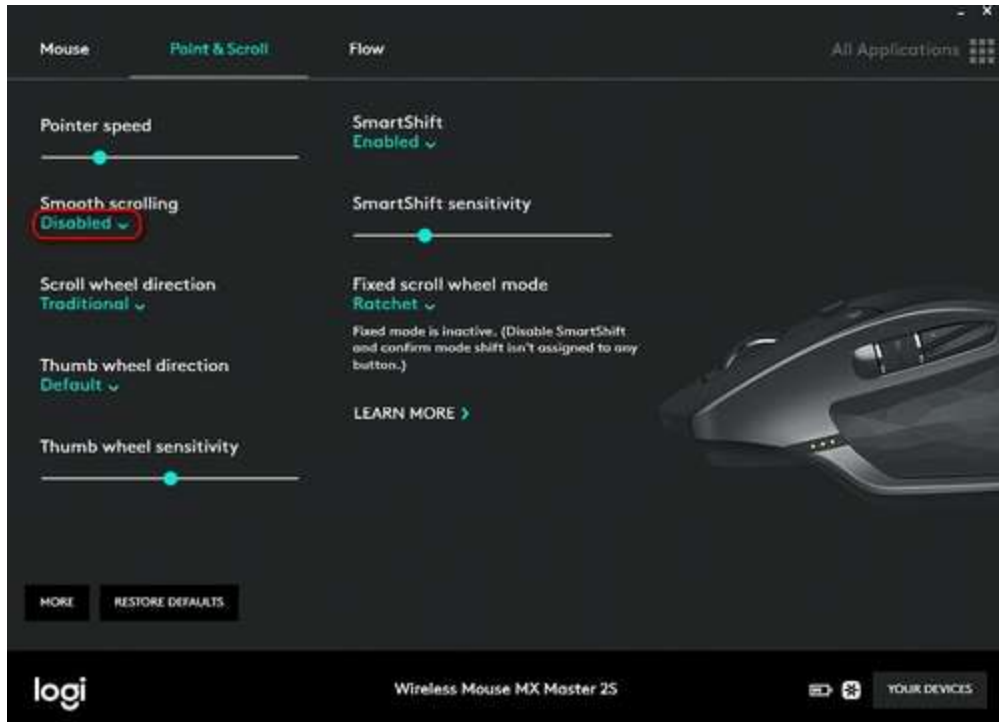 Mouse
Point & Scroll
Flow
All Applications
Pointer speed
Smooth scrolling
Disabled
Scroll wheel direction
Traditional
Thumb wheel direction
Default
Thumb wheel sensitivity
SmartShift
Enabled
SmartShift sensitivity
Fixed scroll wheel mode
Ratchet
Fixed mode is inactive. (Disable SmartShift
and confirm mode shift isn't assigned to any
button.)
LEARN MORE
MORE
RESTORE DEFAULTS
logi
Wireless Mouse MX Master 2S
YOUR DEVICES